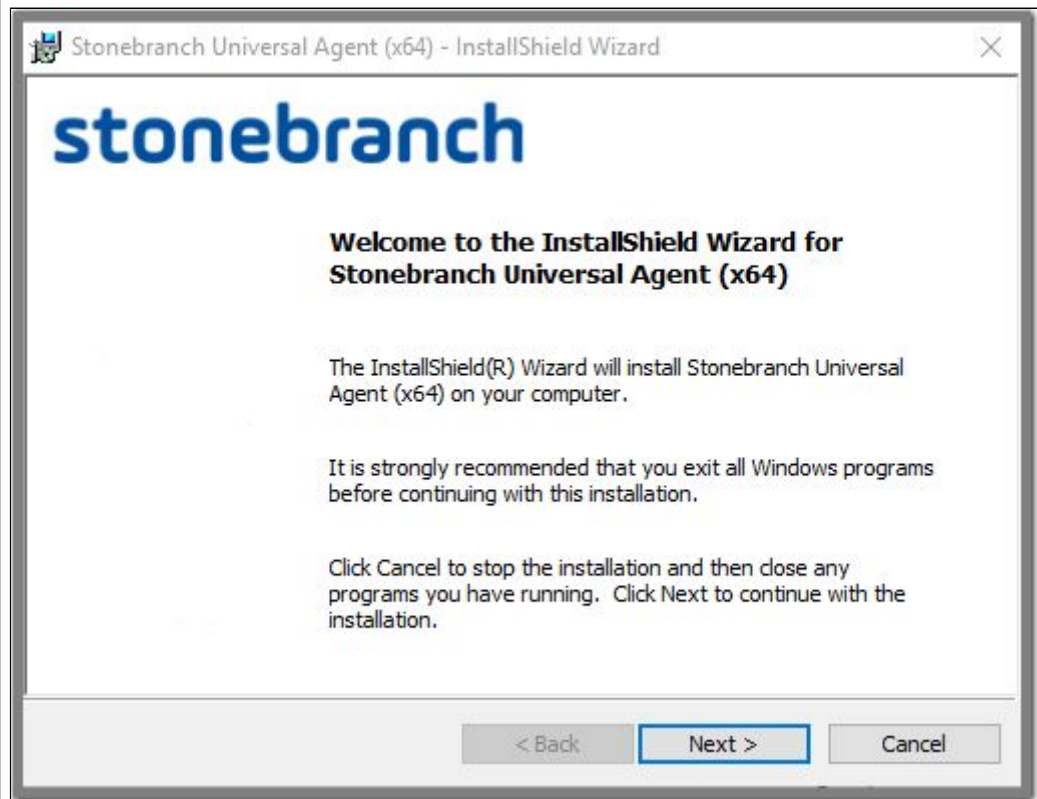 Stonebranch Universal Agent (x64) - InstallShield Wizard
stonebranch
Welcome to the InstallShield Wizard for
Stonebranch Universal Agent (x64)
The InstallShield(R) Wizard will install Stonebranch Universal
Agent (x64) on your computer.
It is strongly recommended that you exit all Windows programs
before continuing with this installation.
Click Cancel to stop the installation and then close any
programs you have running.  Click Next to continue with the
installation.
< Back
Next >
Cancel